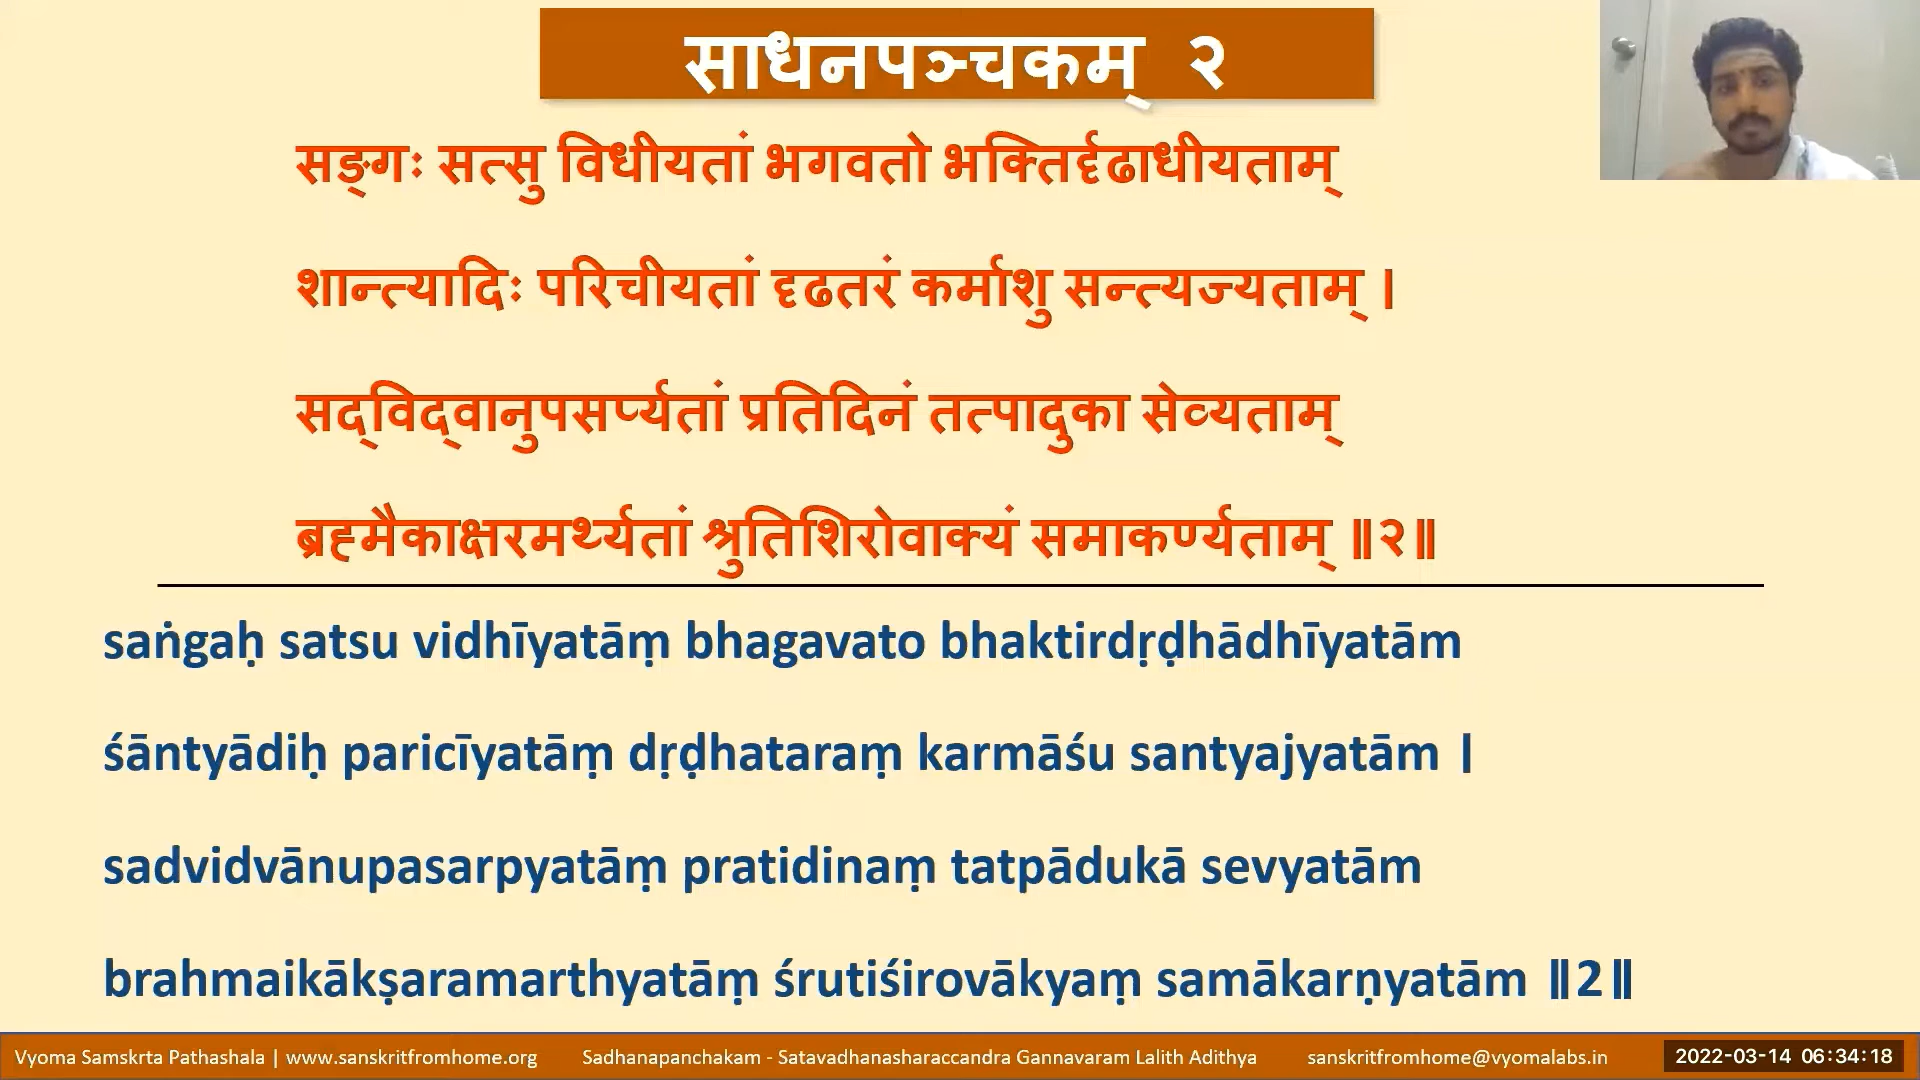 साधनपञ्चकम् २
सङ्गः सत्सु विधीयतां भगवतो भक्तिर्दृढाधीयताम्
शान्त्यादिः परिचीयतां दृढतरं कर्माशु सन्त्यज्यताम् ।
सद्विद्वानुपसर्प्यतां प्रतिदिनं तत्पादुका सेव्यताम्
ब्रह्मैकाक्षरमर्थ्यतां श्रुतिशिरोवाक्यं समाकर्ण्यताम् ॥२॥
saṅgaḥ satsu vidhīyatāṃ bhagavato bhaktirdṛḍhādhīyatām
śāntyādiḥ paricīyatāṃ dṛḍhataraṃ karmāśu santyajyatām ।
sadvidvānupasarpyatāṃ pratidinaṃ tatpādukā sevyatām
brahmaikākṣaramarthyatāṃ śrutiśirovākyaṃ samākarṇyatām ॥2॥
Vyoma Samskrta Pathashala | www.sanskritfromhome.org Sadhanapanchakam - Satavadhanasharaccandra Gannavaram Lalith Adithya sanskritfromhome@vyomalabs.in 2022-03-14 06:34:18